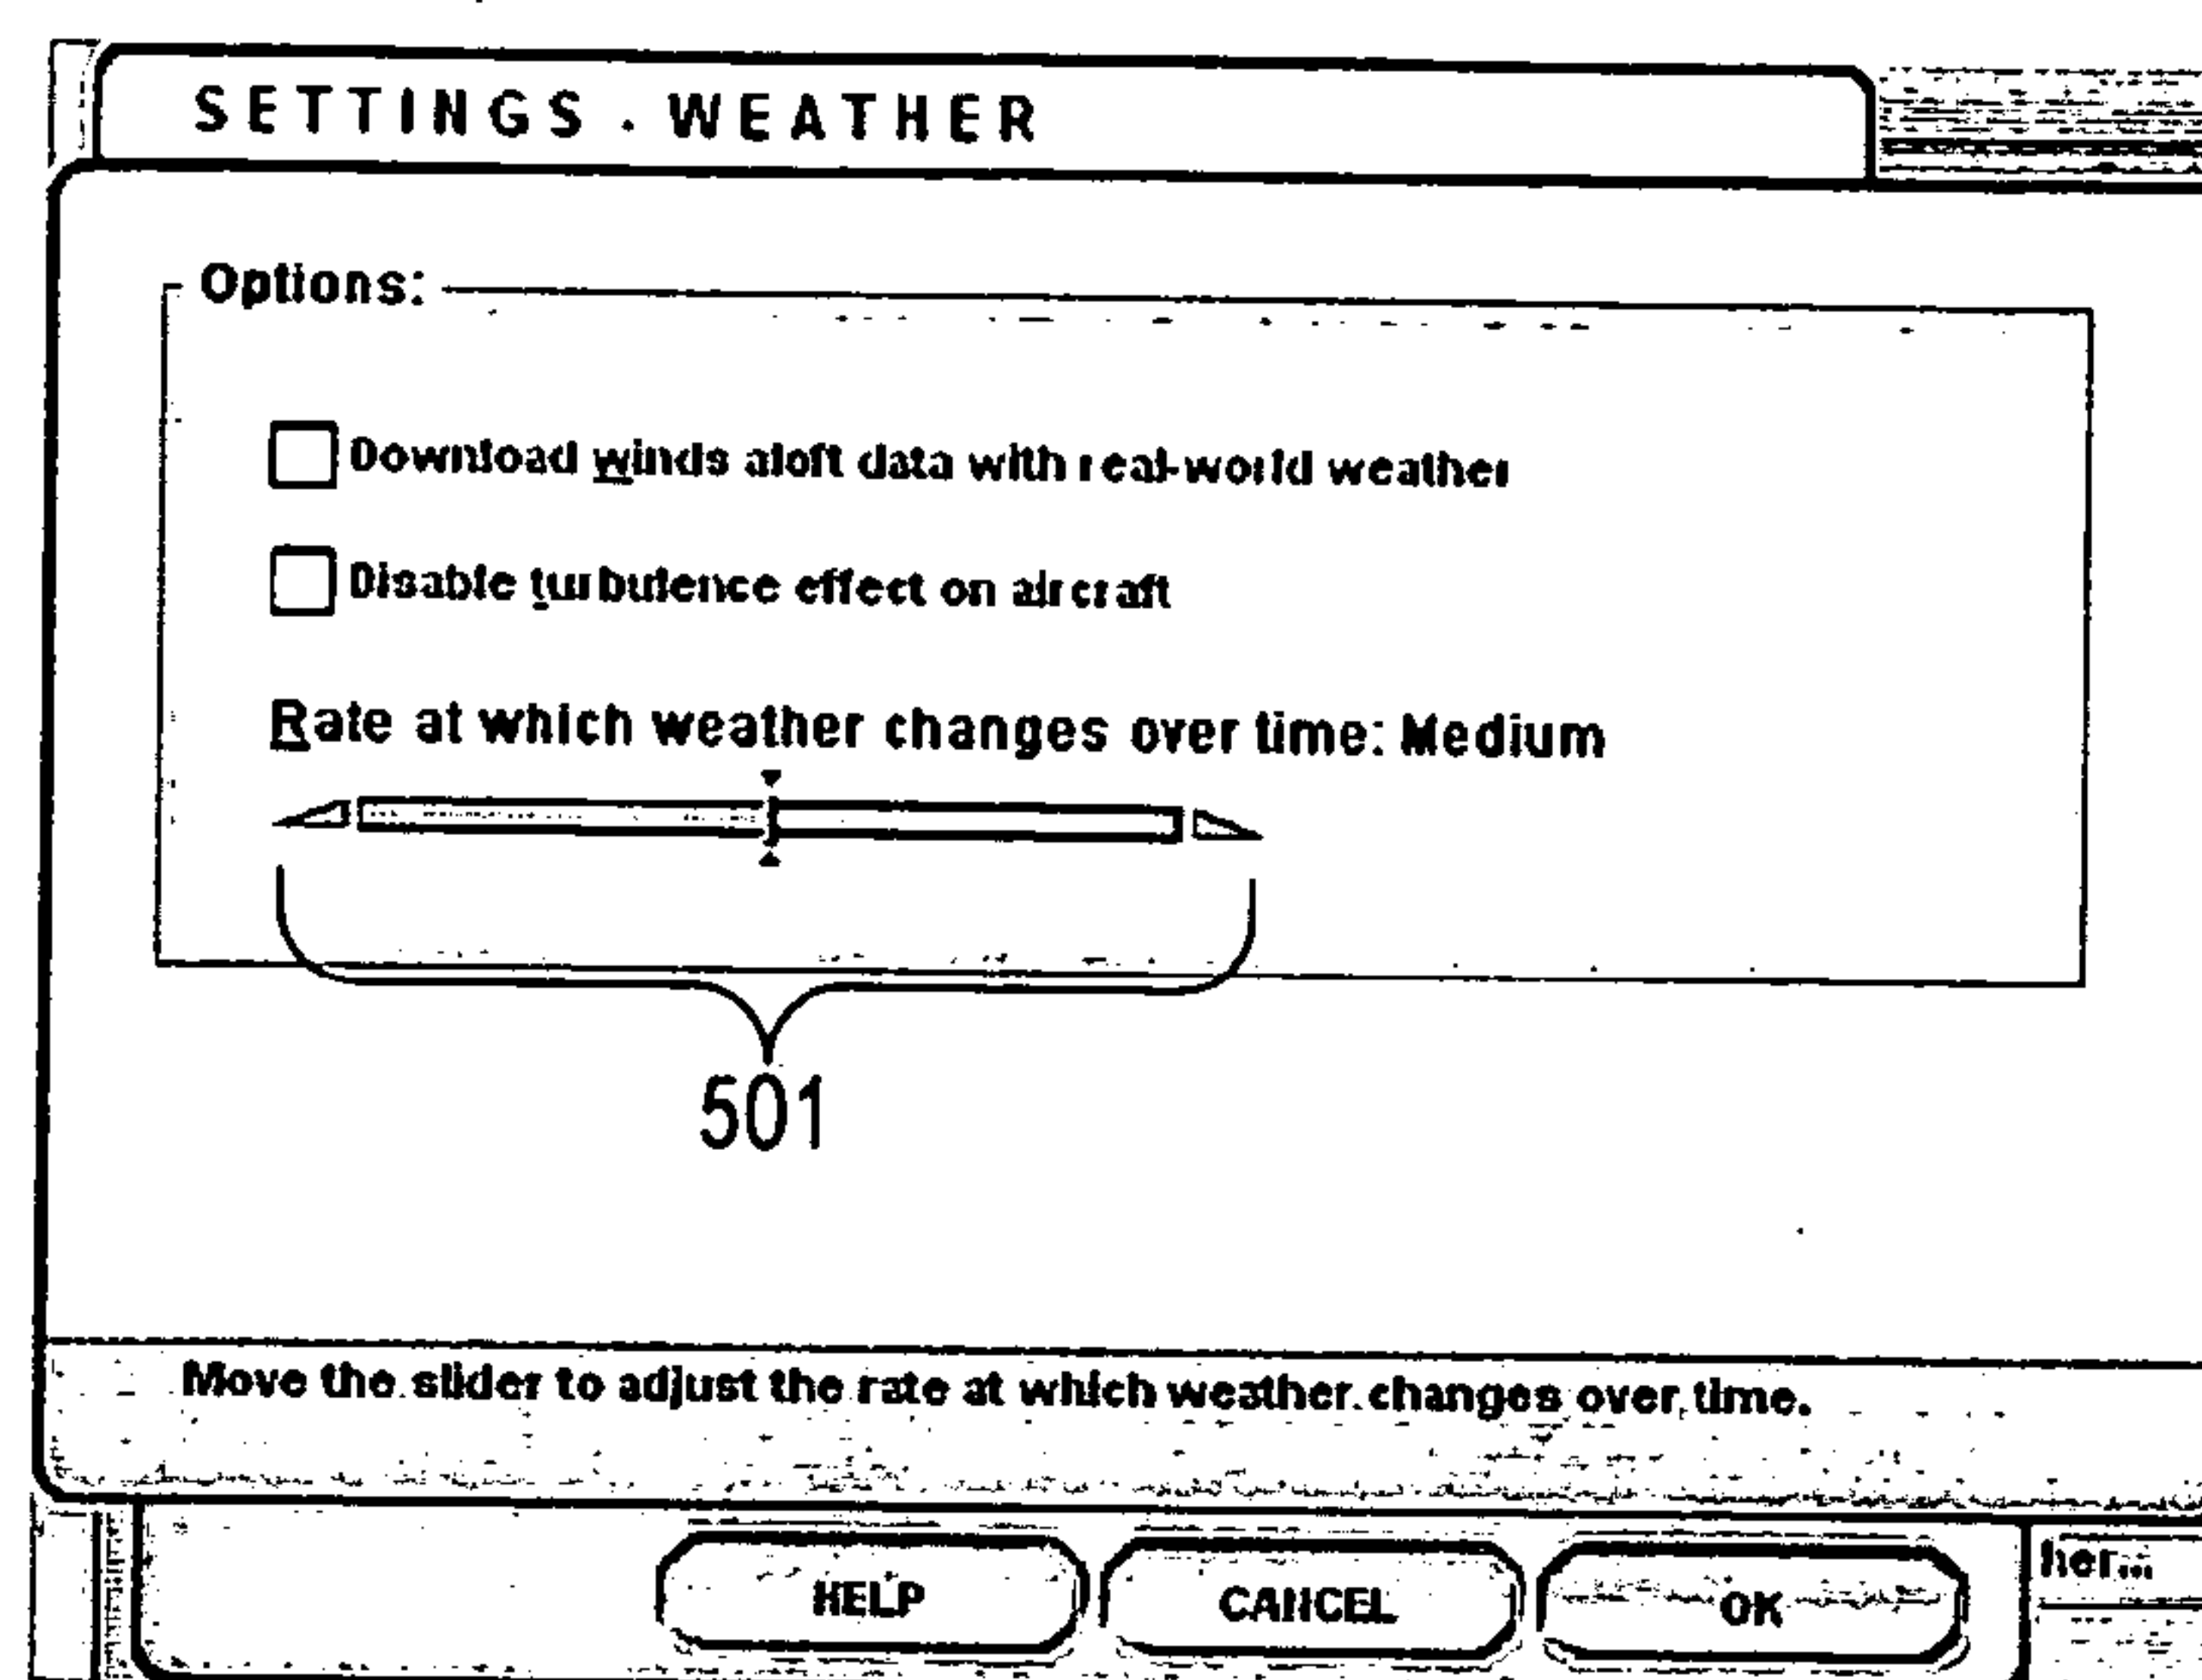 SETTINGS . WEATHER
Options:
Download winds aloft data with real-world weather
Disable turbulence effect on aircraft
Rate at which weather changes over time: Medium
501
Move the slider to adjust the rate at which weather changes over time.
HELP CANCEL OK her...